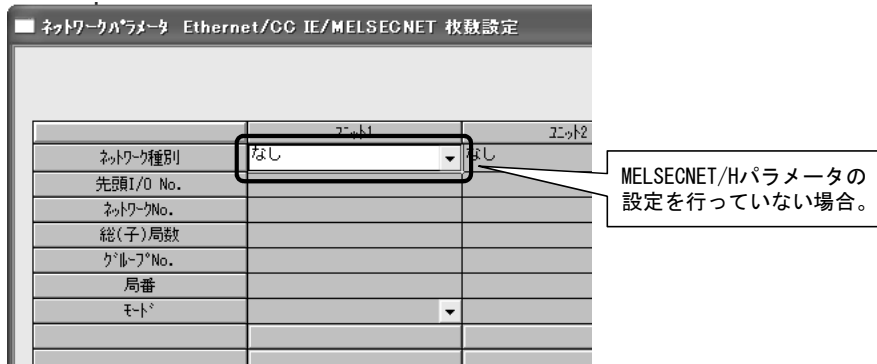 ﾈｯﾄﾜｰｸﾊﾟﾗﾒｰﾀ Ethernet/CC IE/MELSECNET 枚数設定
ﾕﾆｯﾄ1 ﾕﾆｯﾄ2
ﾈｯﾄﾜｰｸ種別 なし なし
先頭I/O No.
ﾈｯﾄﾜｰｸNo.
総(子)局数
ｸﾞﾙｰﾌﾟNo.
局番
ﾓｰﾄﾞ
MELSECNET/Hパラメータの
設定を行っていない場合。